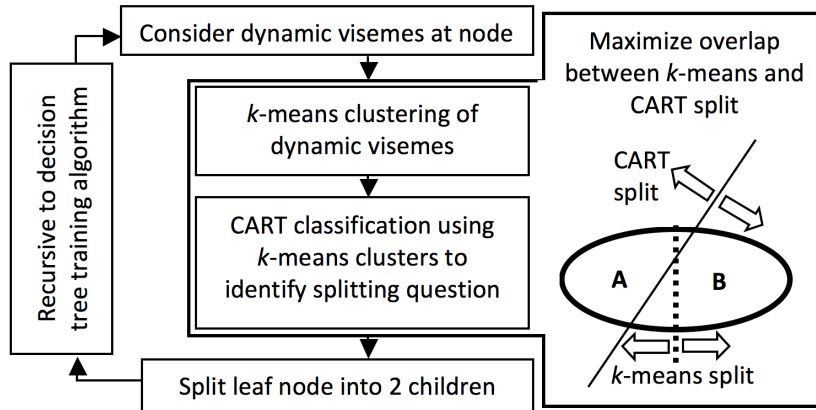 Consider dynamic visemes at node
k-means clustering of
dynamic visemes
CART classification using
k-means clusters to
identify splitting question
Split leaf node into 2 children
Recursive to decision
tree training algorithm
Maximize overlap
between k-means and
CART split
CART
split
A
B
k-means split